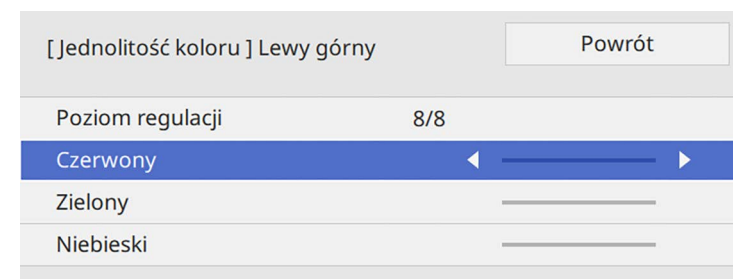 [ Jednolitość koloru ] Lewy górny
Powrót
Poziom regulacji 8/8
Czerwony
Zielony
Niebieski